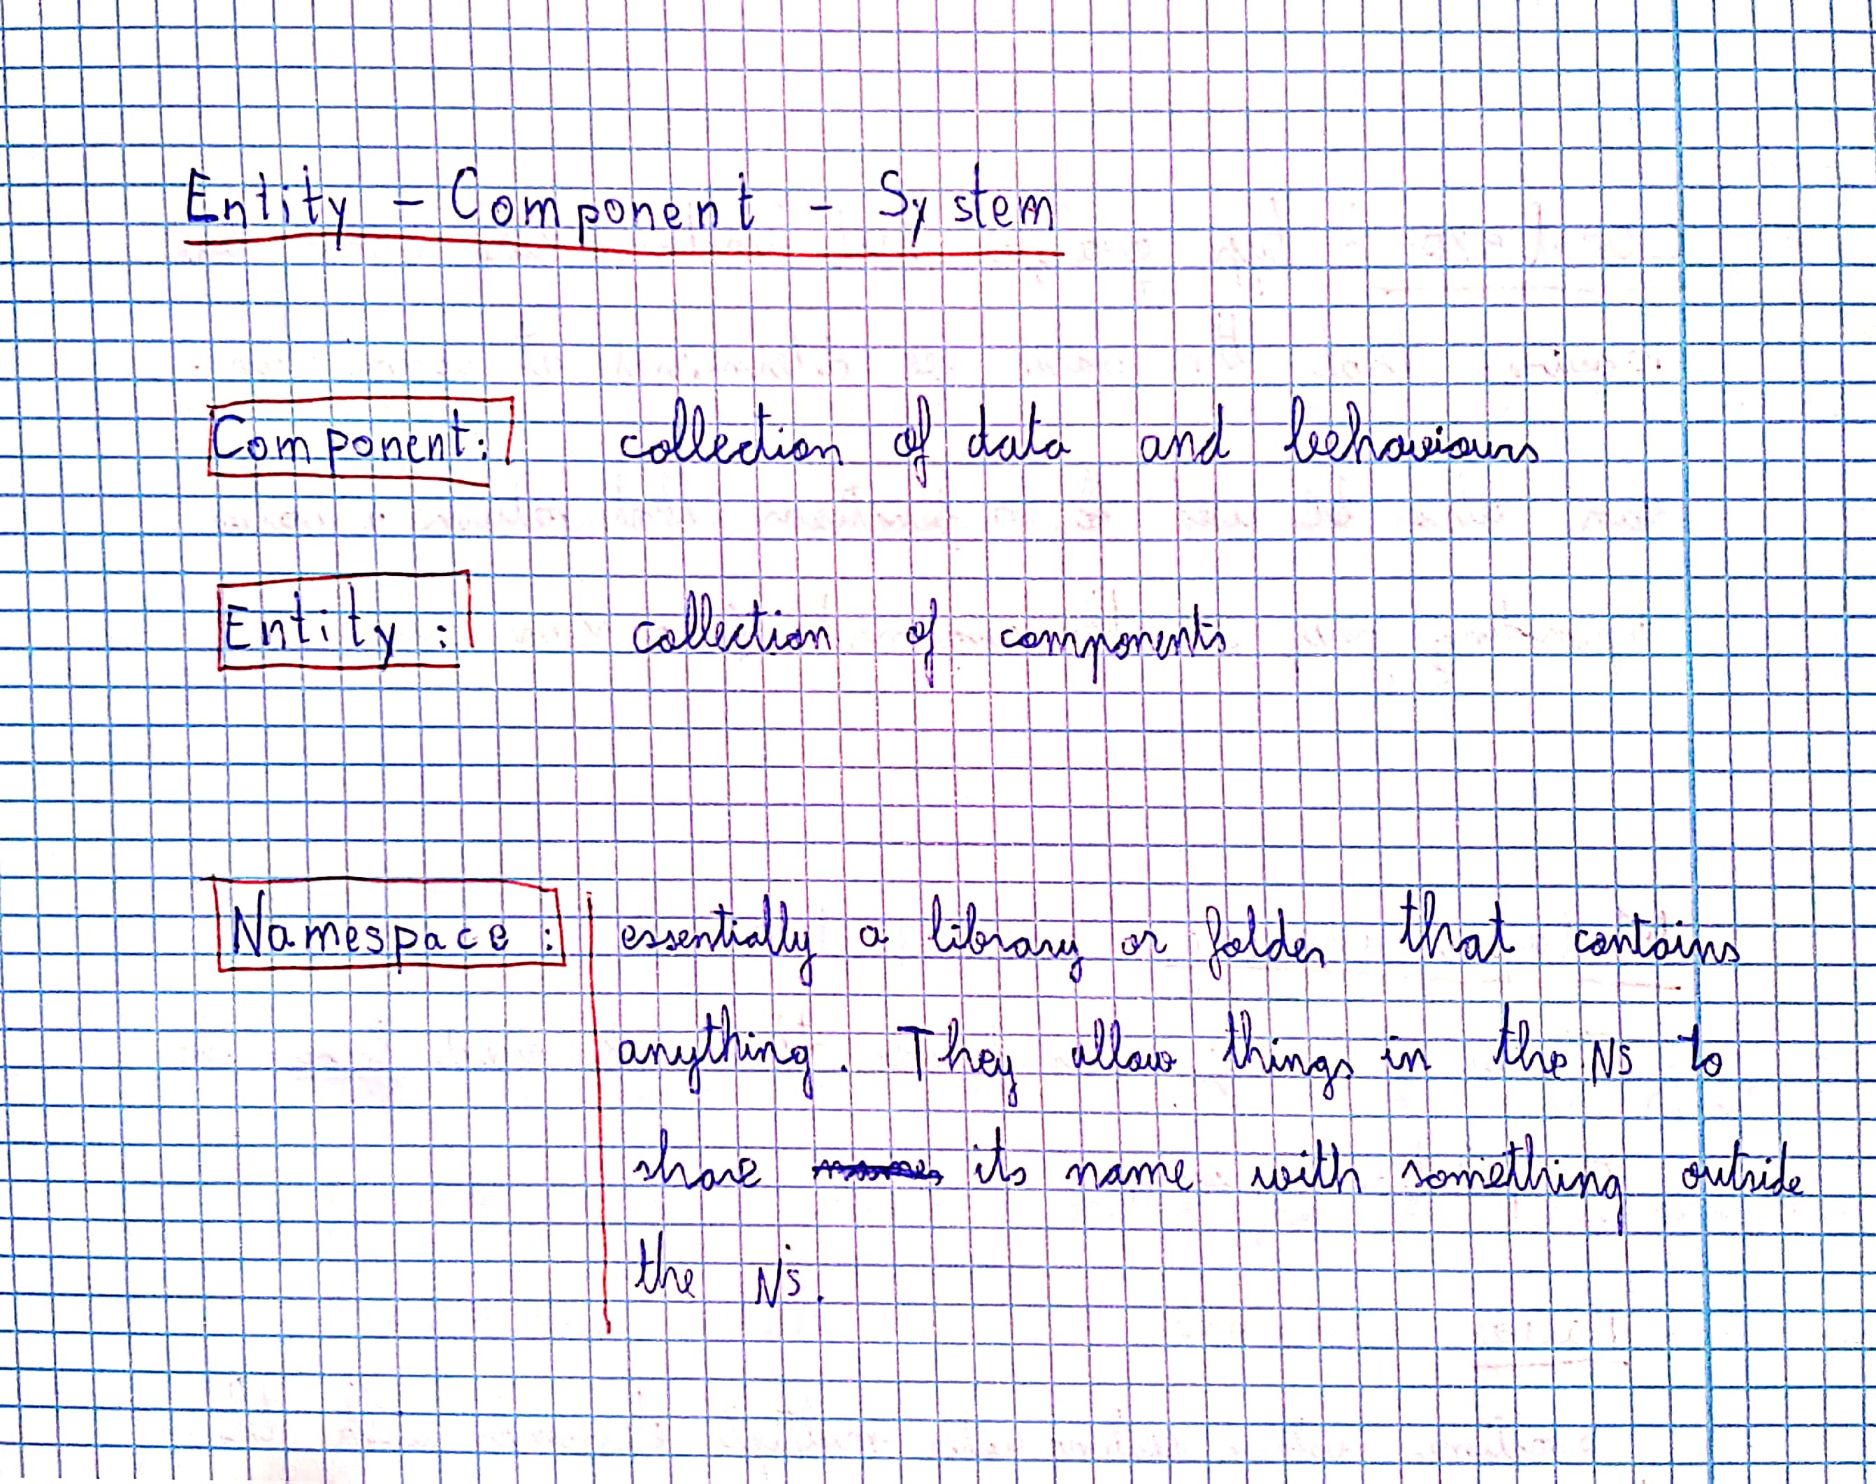 Entity - Component - System
Component: collection of data and behaviours
Entity : collection of components
Namespace : essentially a library or folder that contains
anything. They allow things in the NS to
share its name with something outside
the NS.